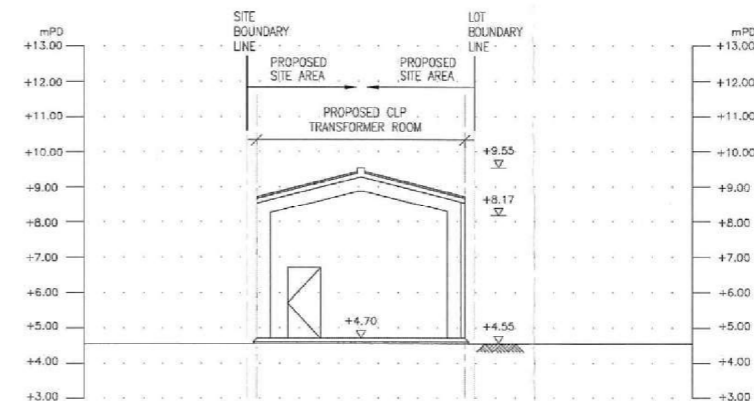 SITE
BOUNDARY
LINE
LOT
BOUNDARY
LINE
mPD
mPD
+13.00
+13.00
PROPOSED
SITE AREA
PROPOSED
SITE AREA
+12.00
+12.00
+11.00
+11.00
PROPOSED CLP
TRANSFORMER ROOM
+10.00
+10.00
+9.55
+9.00
+9.00
+8.17
+8.00
+8.00
+7.00
+7.00
+6.00
+6.00
+5.00
+4.70
+4.55
+5.00
+4.00
+4.00
+3.00
+3.00